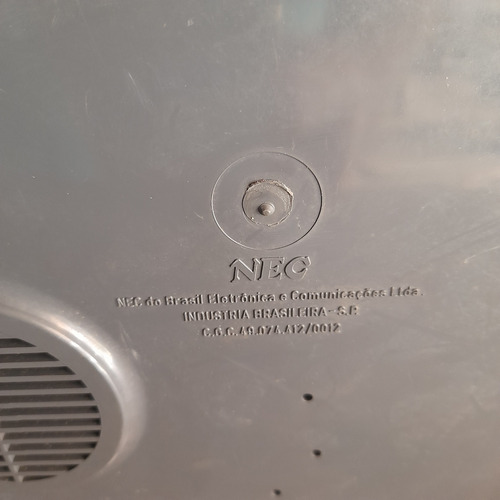 NEC
NEC do Brasil Eletrônica e Comunicações Ltda.
INDUSTRIA BRASILEIRA - S.P.
C.G.C. 49.074.412/0012